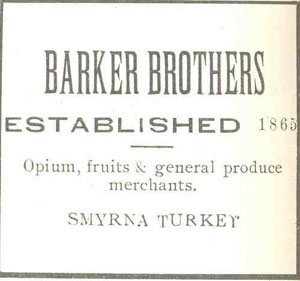 BARKER BROTHERS
ESTABLISHED 1865
Opium, fruits & general produce
merchants.
SMYRNA TURKEY